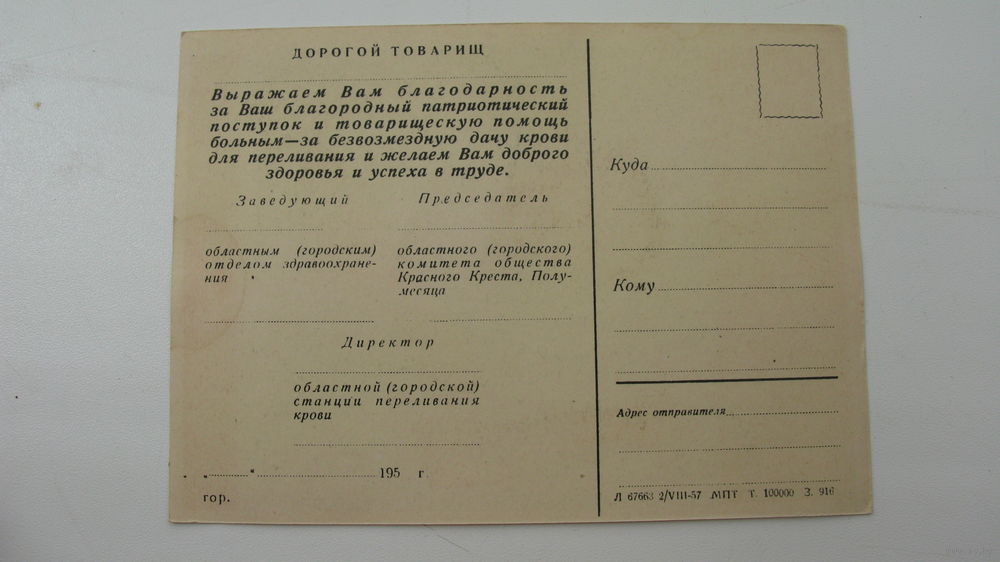 ДОРОГОЙ ТОВАРИЩ
Выражаем Вам благодарность
за Ваш благородный патриотический
поступок и товарищескую помощь
больным—за безвозмездную дачу крови
для переливания и желаем Вам доброго
здоровья и успеха в труде.
Заведующий
областным (городским)
отделом здравоохране-
ния
Председатель
областного (городского)
комитета общества
Красного Креста, Полу-
месяца
Директор
областной (городской)
станции переливания
крови
195 г.
гор.
Куда
Кому
Адрес отправителя
Л 67663 2/VIII-57 МПТ Т. 100000 З. 916